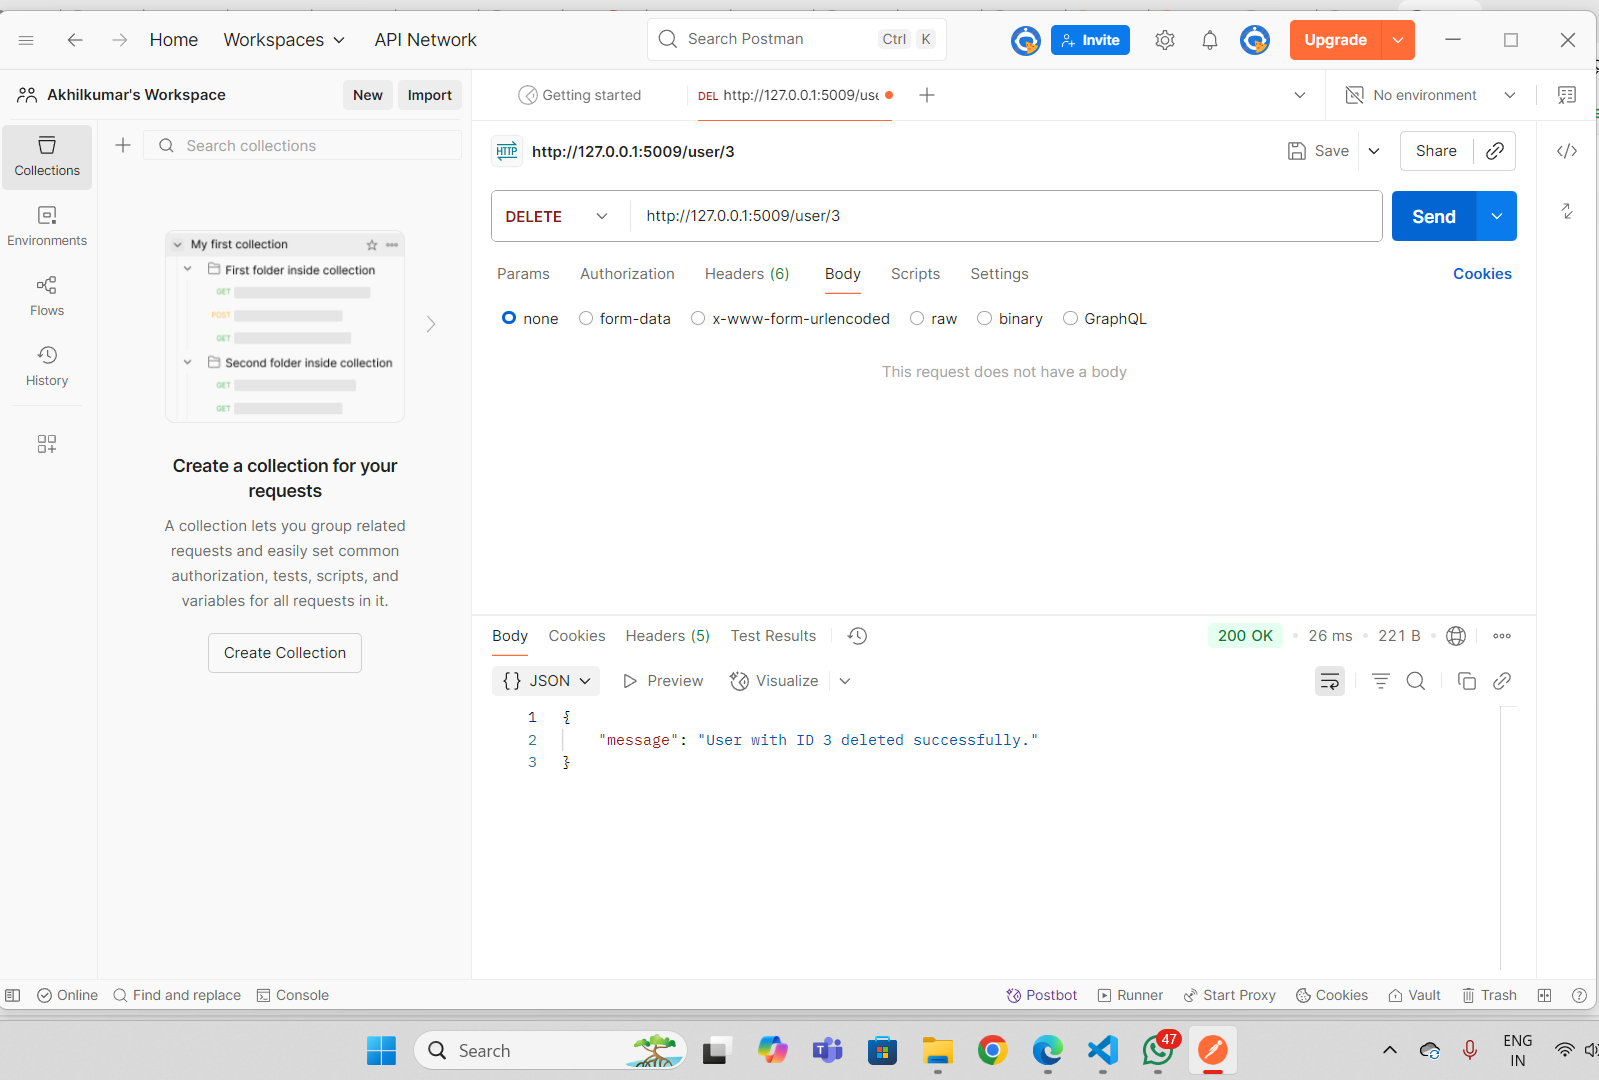 Home
Workspaces
API Network
Search Postman
Ctrl K
Invite
Upgrade
Akhilkumar's Workspace
New
Import
Getting started
DEL http://127.0.0.1:5009/use
No environment
Collections
Search collections
HTTP
http://127.0.0.1:5009/user/3
Save
Share
</>
Environments
DELETE
http://127.0.0.1:5009/user/3
Send
My first collection
First folder inside collection
GET
POST
GET
Second folder inside collection
GET
GET
Flows
History
Params
Authorization
Headers (6)
Body
Scripts
Settings
Cookies
none
form-data
x-www-form-urlencoded
raw
binary
GraphQL
This request does not have a body
Create a collection for your
requests
A collection lets you group related
requests and easily set common
authorization, tests, scripts, and
variables for all requests in it.
Create Collection
Body
Cookies
Headers (5)
Test Results
200 OK
26 ms
221 B
{} JSON
Preview
Visualize
1 {
2 "message": "User with ID 3 deleted successfully."
3 }
Online
Find and replace
Console
Postbot
Runner
Start Proxy
Cookies
Vault
Trash
Search
47
ENG
IN